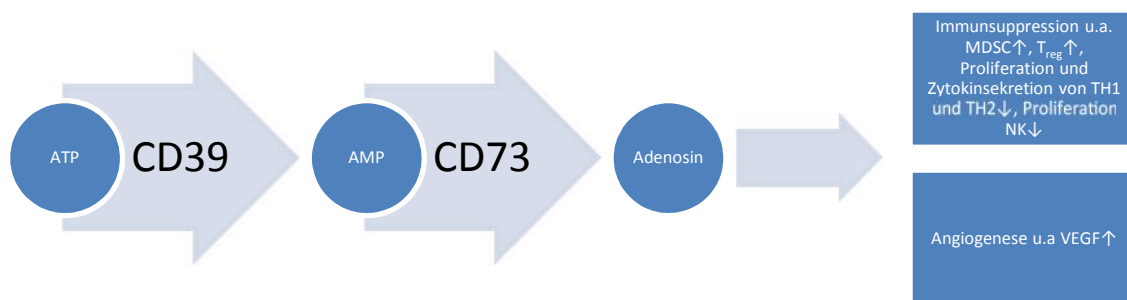 ATP
CD39
AMP
CD73
Adenosin
Immunsuppression u.a.
MDSC↑, Treg↑,
Proliferation und
Zytokinsekretion von TH1
und TH2↓, Proliferation
NK↓
Angiogenese u.a VEGF↑